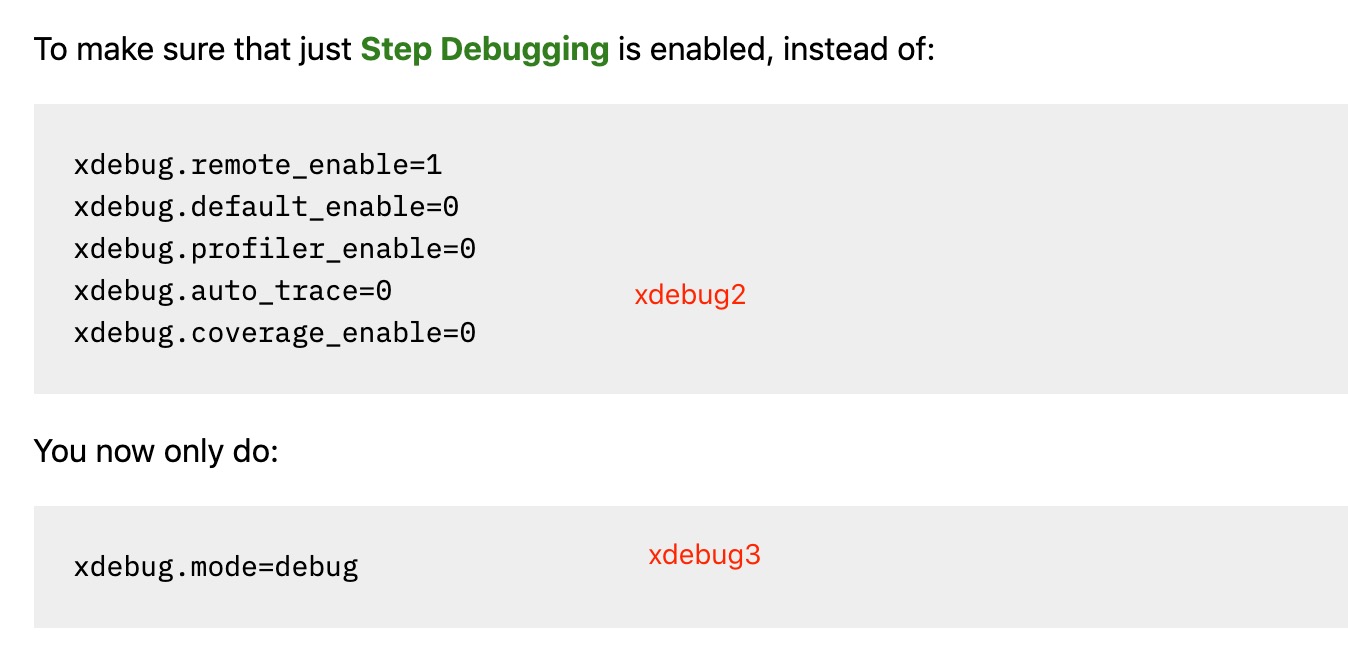 To make sure that just Step Debugging is enabled, instead of:
xdebug.remote_enable=1
xdebug.default_enable=0
xdebug.profiler_enable=0
xdebug.auto_trace=0
xdebug2
xdebug.coverage_enable=0
You now only do:
xdebug.mode=debug
xdebug3